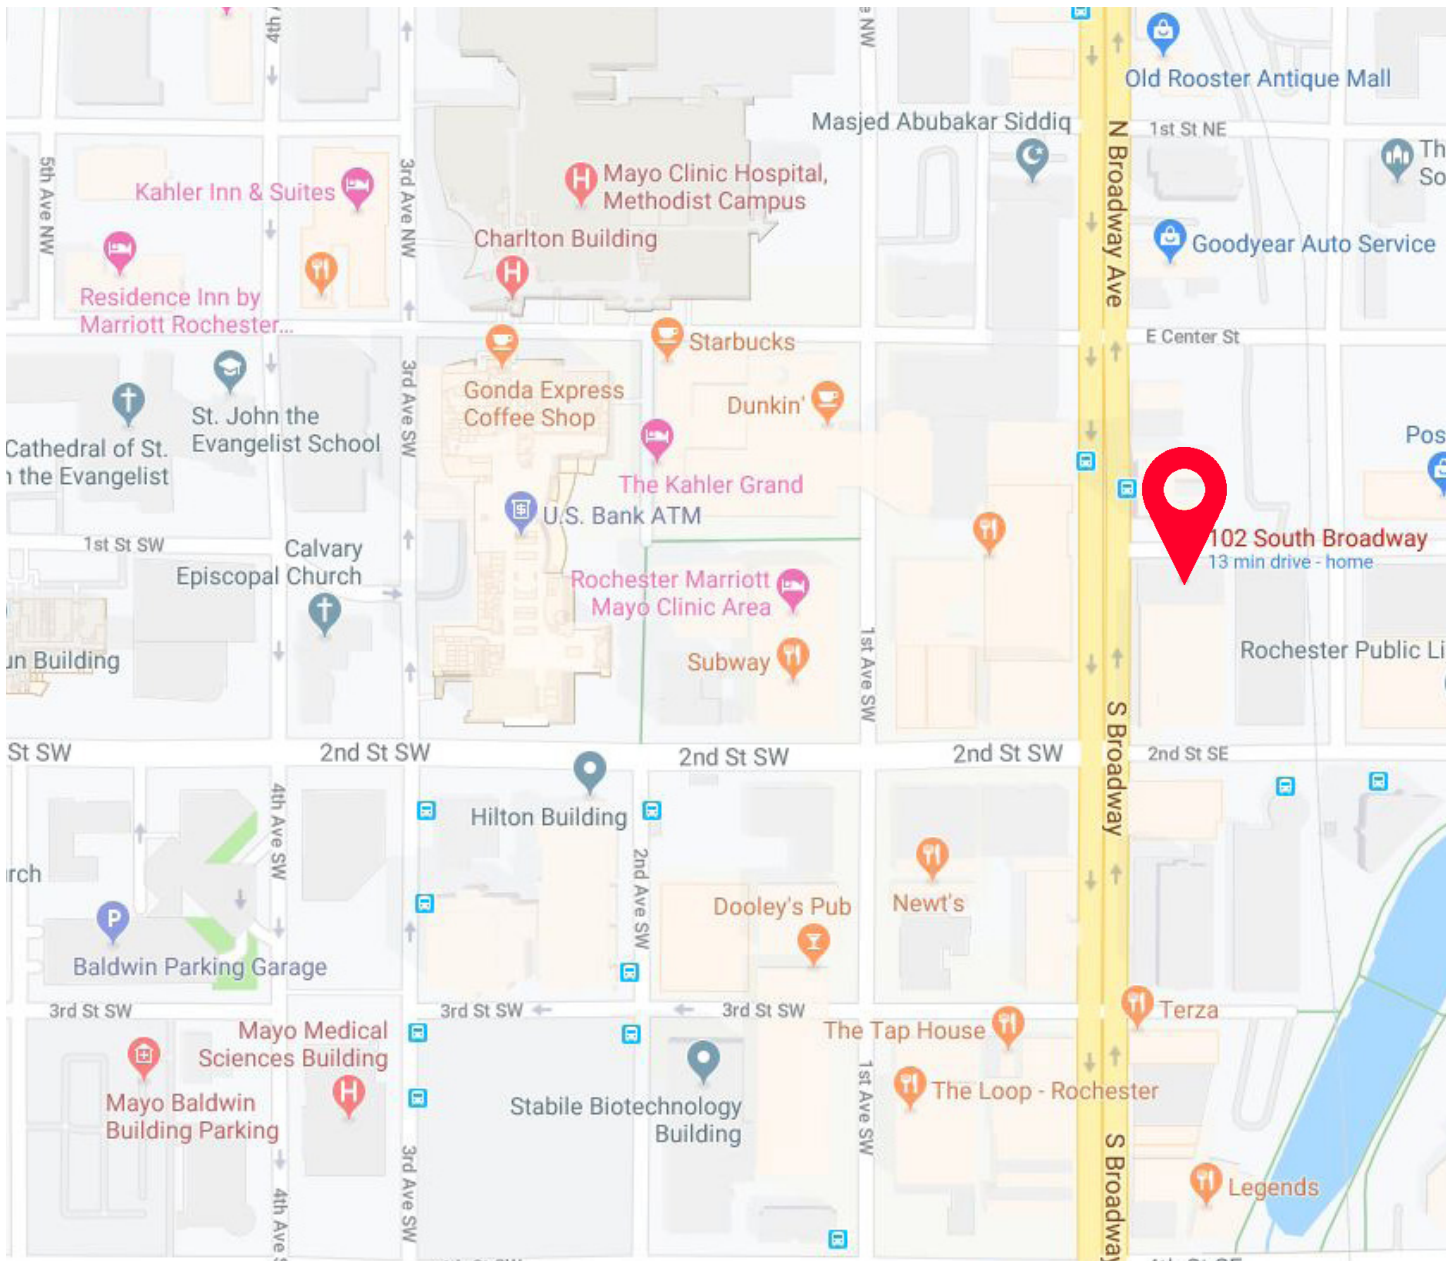 4th
e NW
Old Rooster Antique Mall
Masjed Abubakar Siddiq
1st St NE
N Broadway Ave
Th
So
5th Ave NW
Kahler Inn & Suites
3rd Ave NW
Mayo Clinic Hospital,
Methodist Campus
Charlton Building
Goodyear Auto Service
Residence Inn by
Marriott Rochester...
E Center St
Starbucks
Gonda Express
Coffee Shop
Dunkin'
St. John the
Evangelist School
3rd Ave SW
Cathedral of St.
n the Evangelist
Pos
The Kahler Grand
U.S. Bank ATM
1st St SW
Calvary
Episcopal Church
102 South Broadway
13 min drive - home
Rochester Marriott
Mayo Clinic Area
Subway
1st Ave SW
un Building
Rochester Public Li
S Broadway
St SW
2nd St SW
2nd St SW
2nd St SW
2nd St SE
4th Ave SW
Hilton Building
2nd Ave SW
rch
Newt's
Dooley's Pub
P
Baldwin Parking Garage
3rd St SW
3rd St SW
3rd St SW
Terza
The Tap House
Mayo Medical
Sciences Building
1st Ave SW
The Loop - Rochester
Mayo Baldwin
Building Parking
Stabile Biotechnology
Building
3rd Ave SW
S Broadway
Legends
4th Ave S